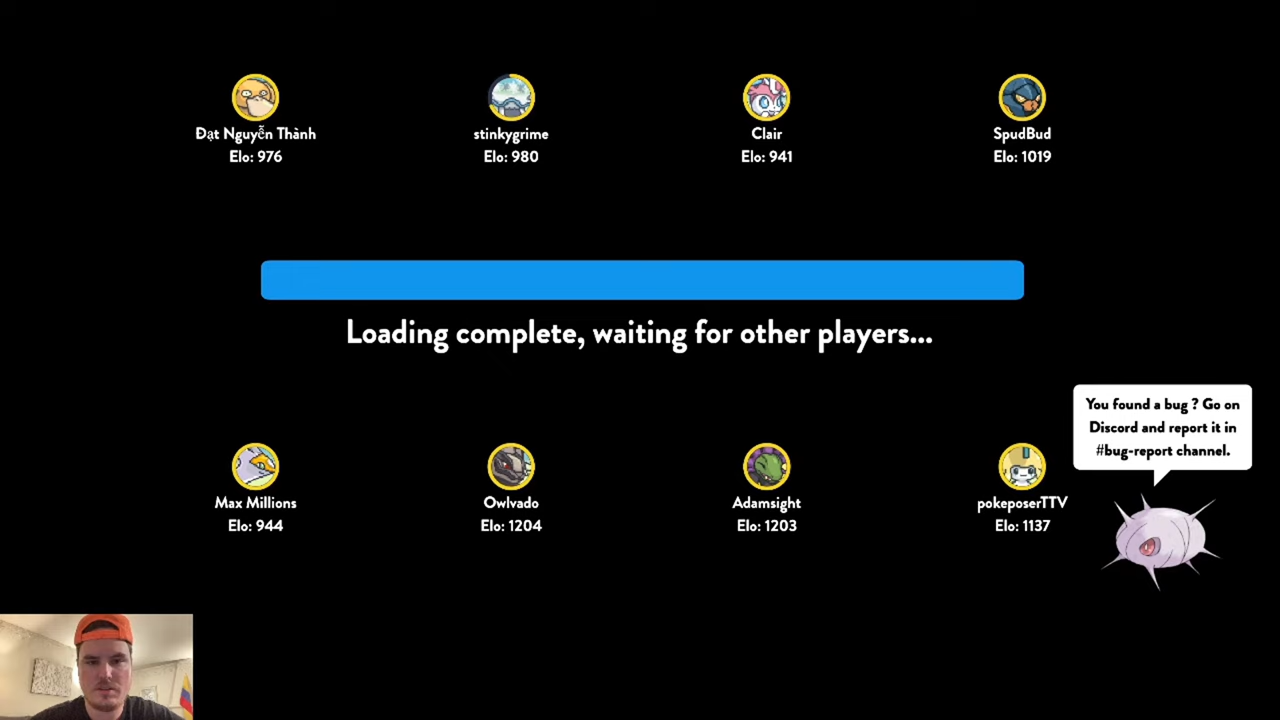 Đạt Nguyễn Thành
Elo: 976
stinkygrime
Elo: 980
Clair
Elo: 941
SpudBud
Elo: 1019
Loading complete, waiting for other players...
You found a bug ? Go on
Discord and report it in
#bug-report channel.
Max Millions
Elo: 944
Owlvado
Elo: 1204
Adamsight
Elo: 1203
pokeposerTTV
Elo: 1137